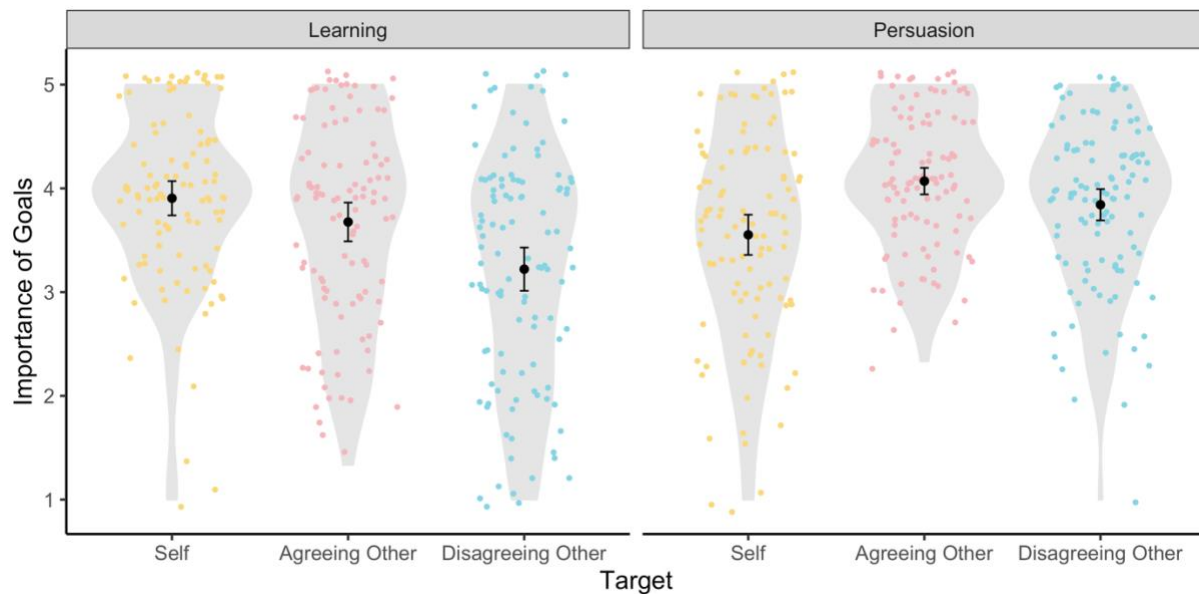 Learning
Persuasion
Importance of Goals
5
4
3
2
1
Self
Agreeing Other
Disagreeing Other
Self
Agreeing Other
Disagreeing Other
Target